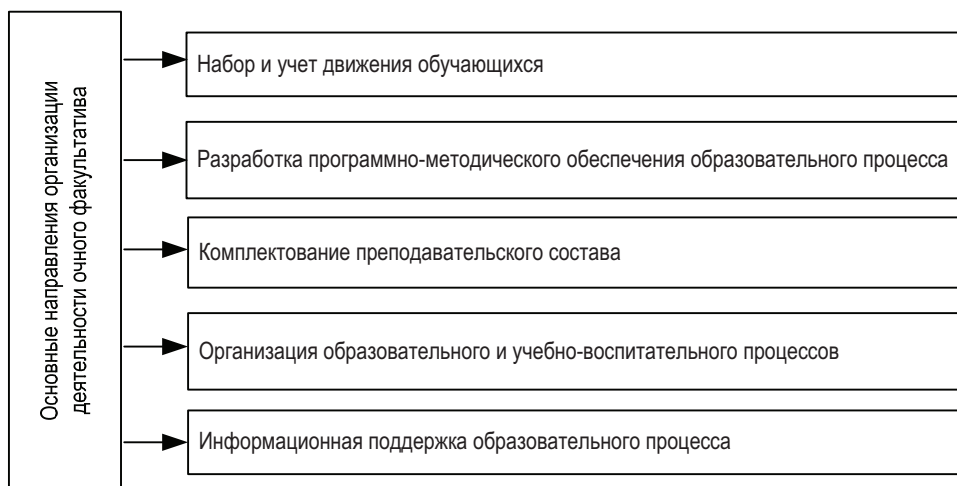 Основные направления организации
деятельности очного факультатива
Набор и учет движения обучающихся
Разработка программно-методического обеспечения образовательного процесса
Комплектование преподавательского состава
Организация образовательного и учебно-воспитательного процессов
Информационная поддержка образовательного процесса